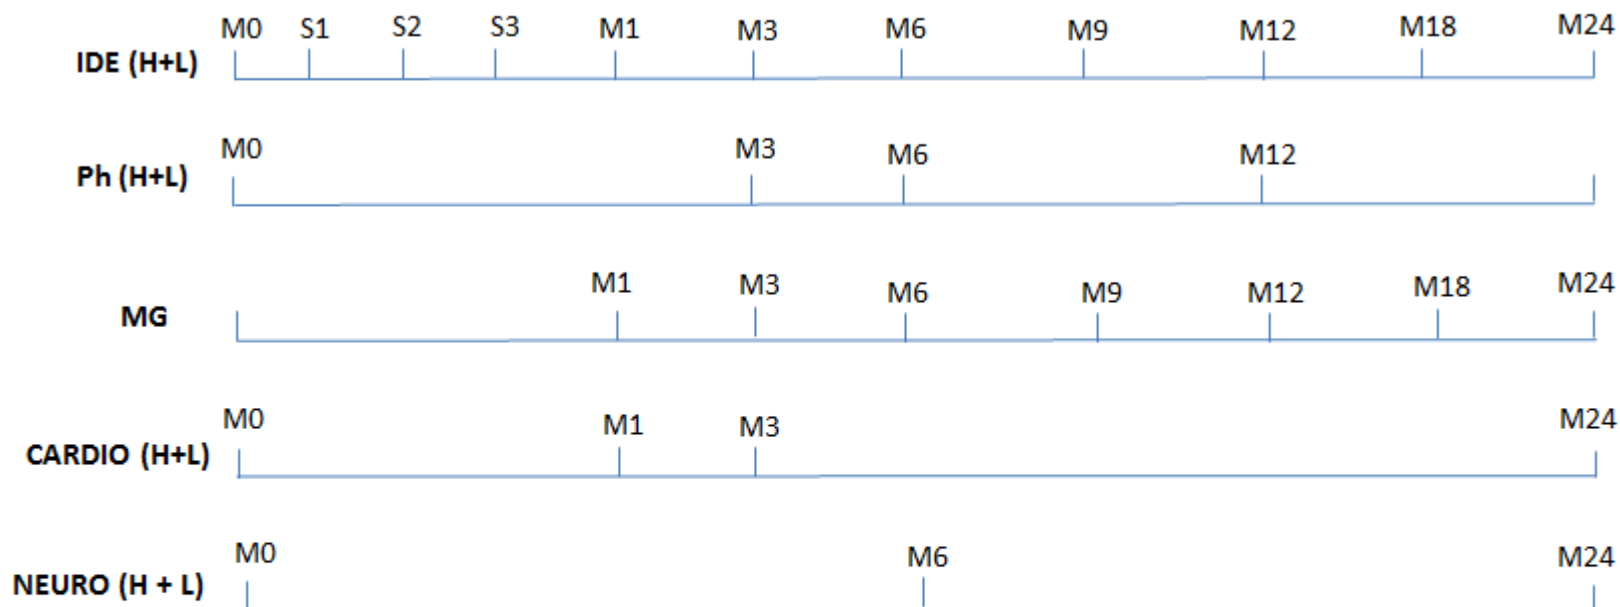 M0 S1 S2 S3 M1 M3 M6 M9 M12 M18 M24
IDE (H+L)
M0 M3 M6 M12
Ph (H+L)
M1 M3 M6 M9 M12 M18 M24
MG
M0 M1 M3 M24
CARDIO (H+L)
M0 M6 M24
NEURO (H + L)